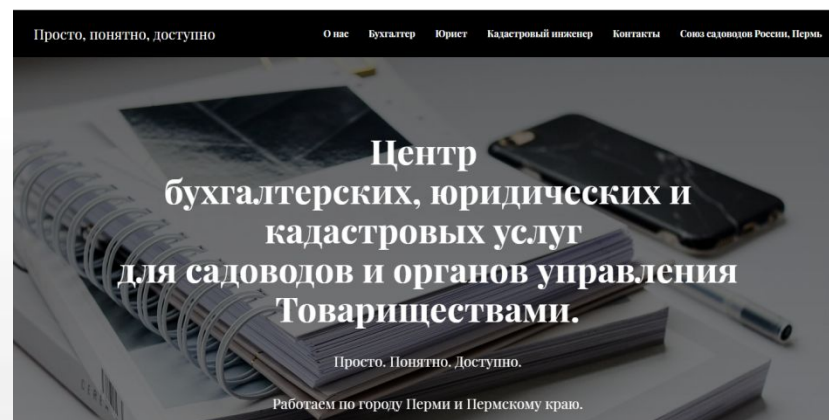 Просто, понятно, доступно
О нас Бухгалтер Юрист Кадастровый инженер Контакты Союз садоводов России, Пермь
Центр
бухгалтерских, юридических и
кадастровых услуг
для садоводов и органов управления
Товариществами.
Просто. Понятно. Доступно.
Работаем по городу Перми и Пермскому краю.